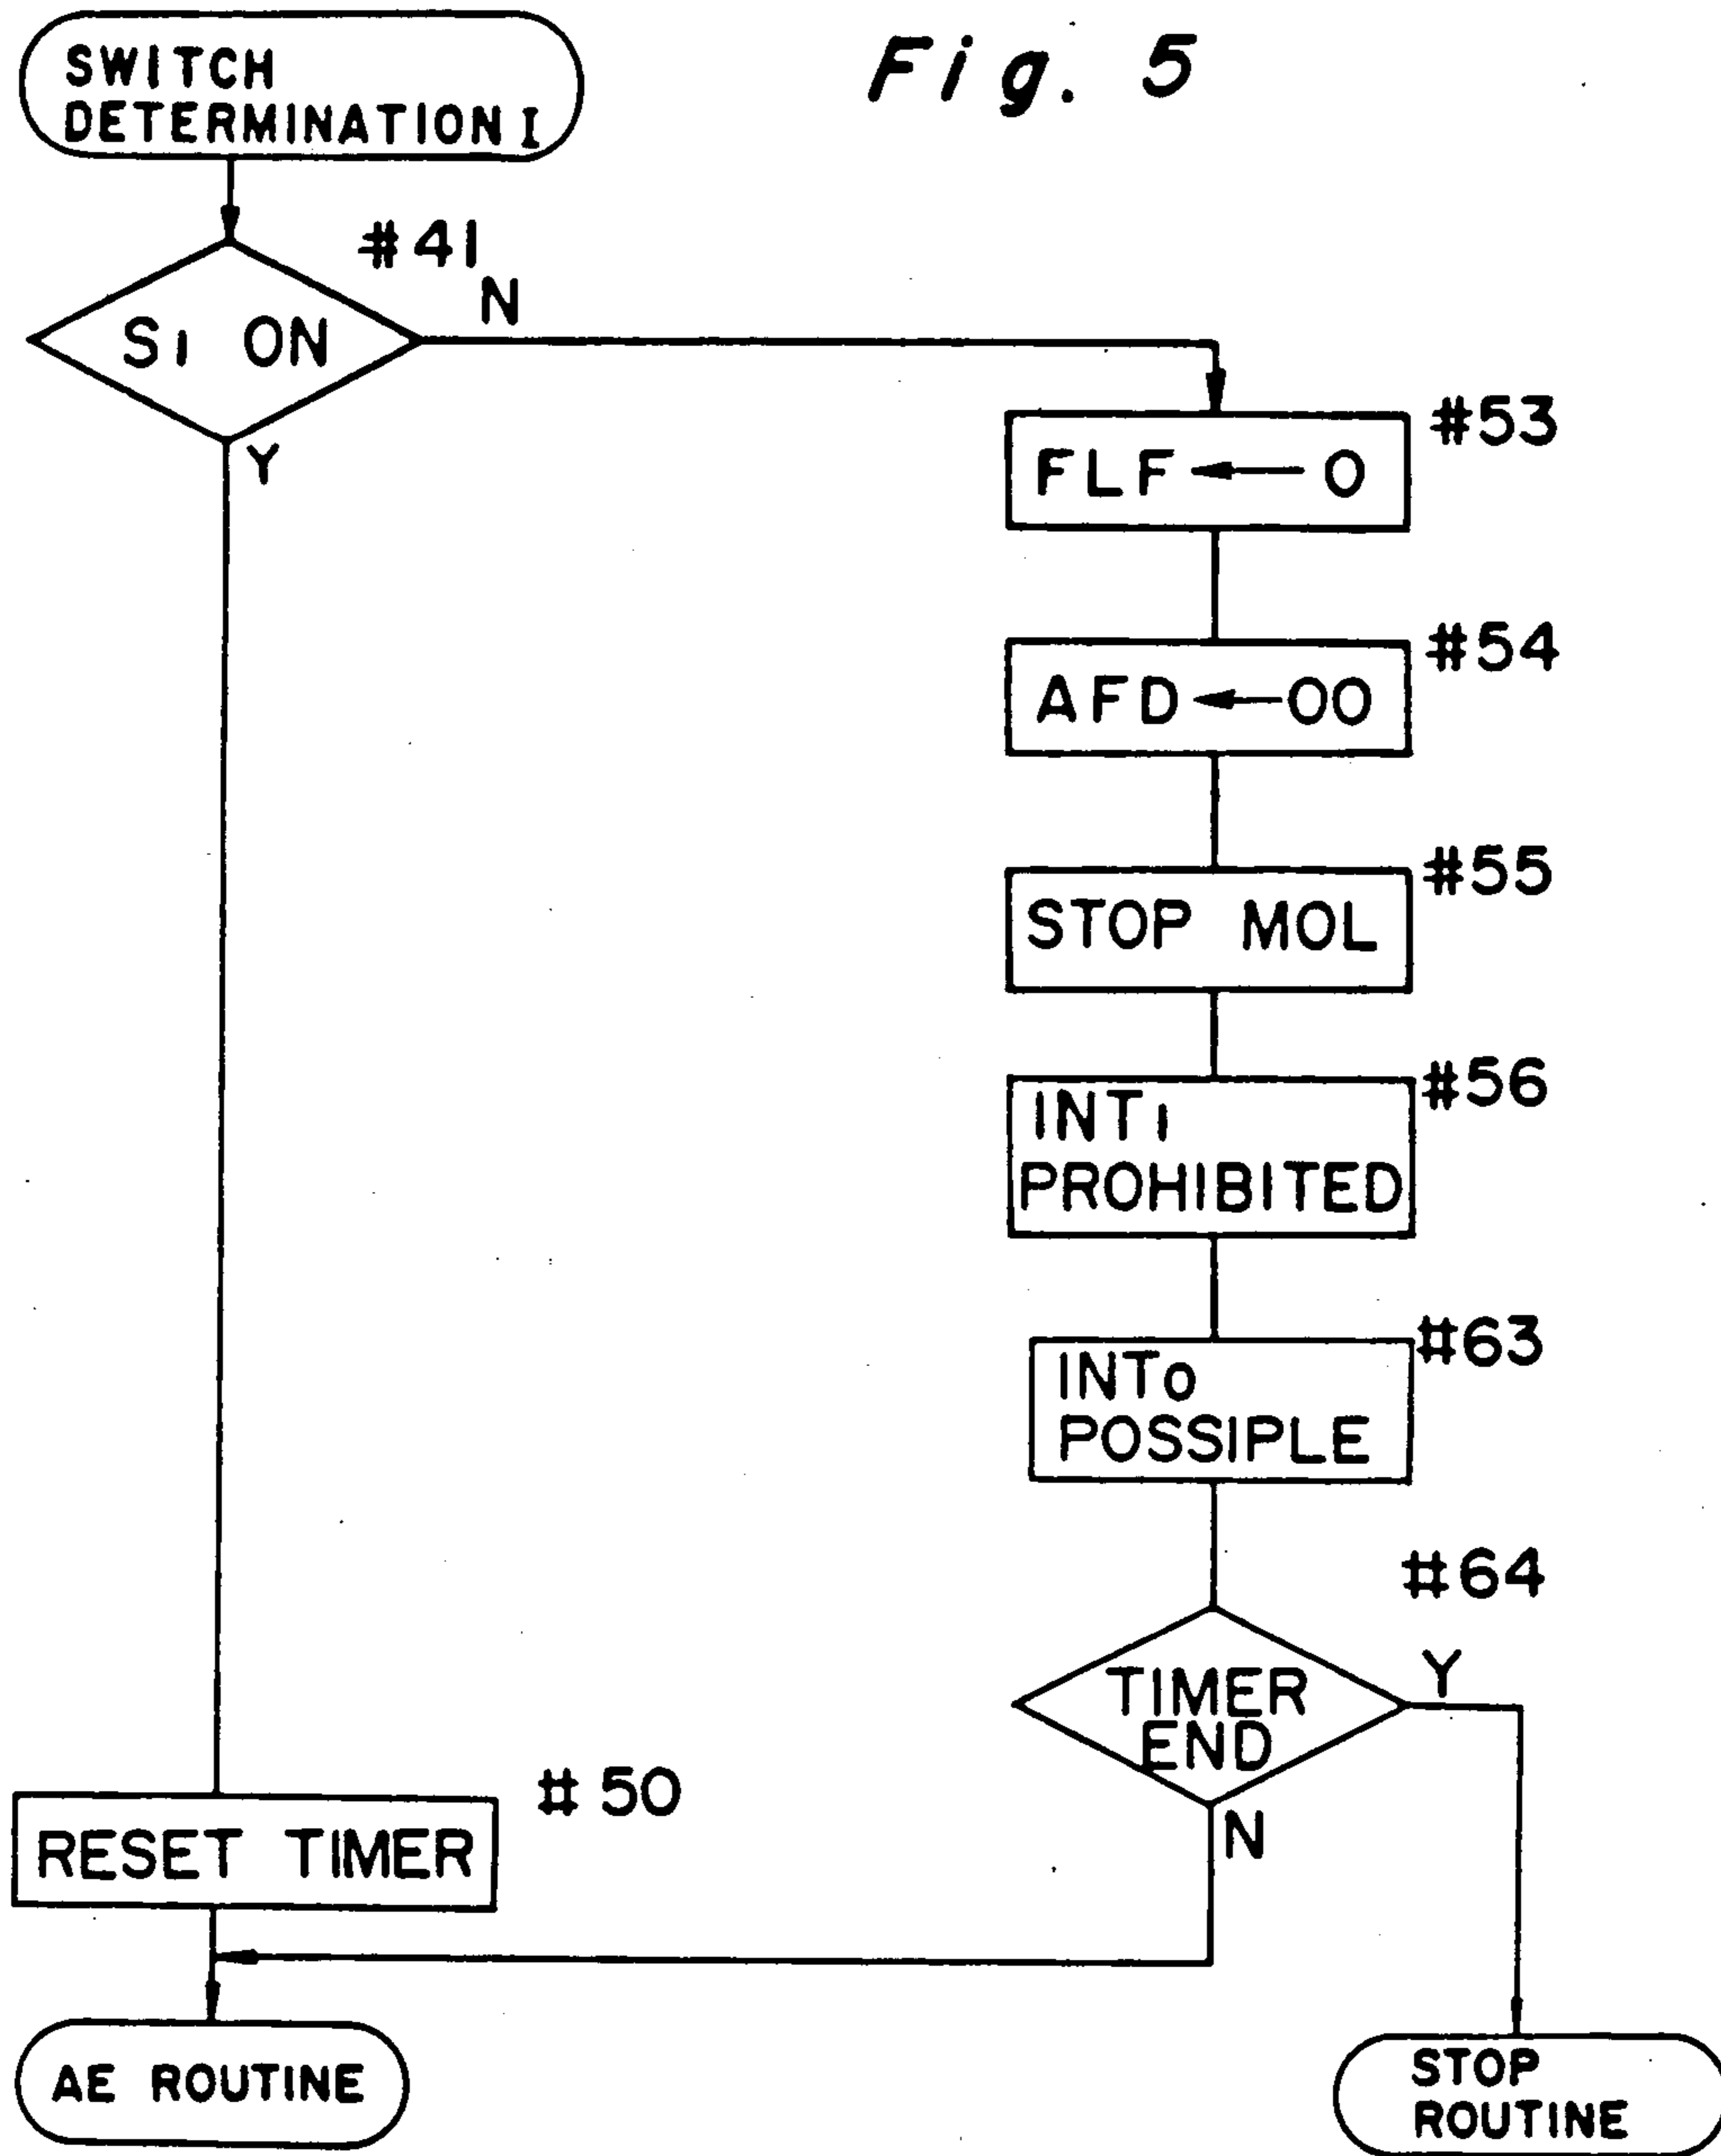 Fig. 5
SWITCH
DETERMINATION I
#41
S1 ON
N
Y
#53
FLF ← 0
#54
AFD ← 00
#55
STOP MOL
#56
INT1
PROHIBITED
#63
INT0
POSSIPLE
#64
TIMER
END
Y
N
#50
RESET TIMER
AE ROUTINE
STOP
ROUTINE